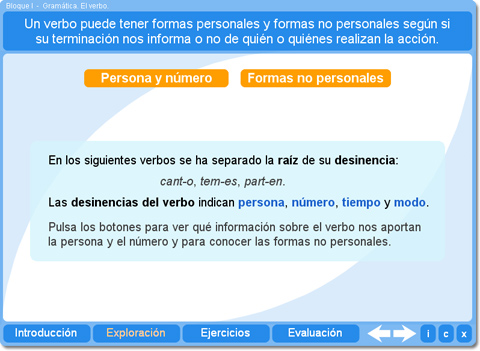 Bloque I - Gramática. El verbo.
Un verbo puede tener formas personales y formas no personales según si
su terminación nos informa o no de quién o quiénes realizan la acción.
Persona y número Formas no personales
En los siguientes verbos se ha separado la raíz de su desinencia:
cant-o, tem-es, part-en.
Las desinencias del verbo indican persona, número, tiempo y modo.
Pulsa los botones para ver qué información sobre el verbo nos aportan
la persona y el número y para conocer las formas no personales.
Introducción Exploración Ejercicios Evaluación i c x